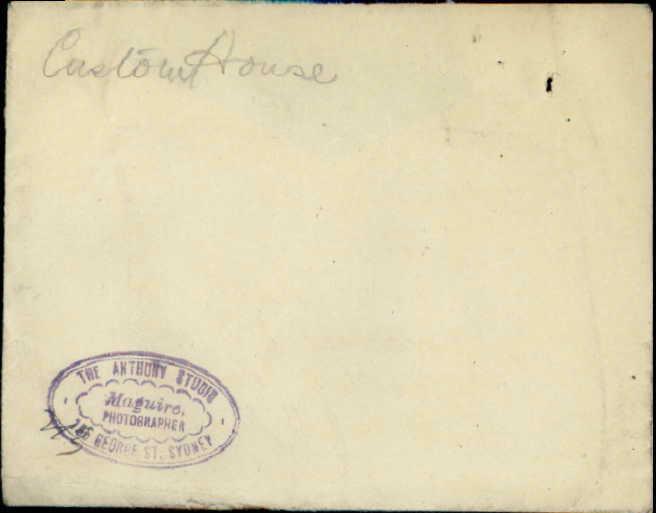 Custom House
THE ANTHONY STUDIO
Maguire,
PHOTOGRAPHER
GEORGE ST. SYDNEY